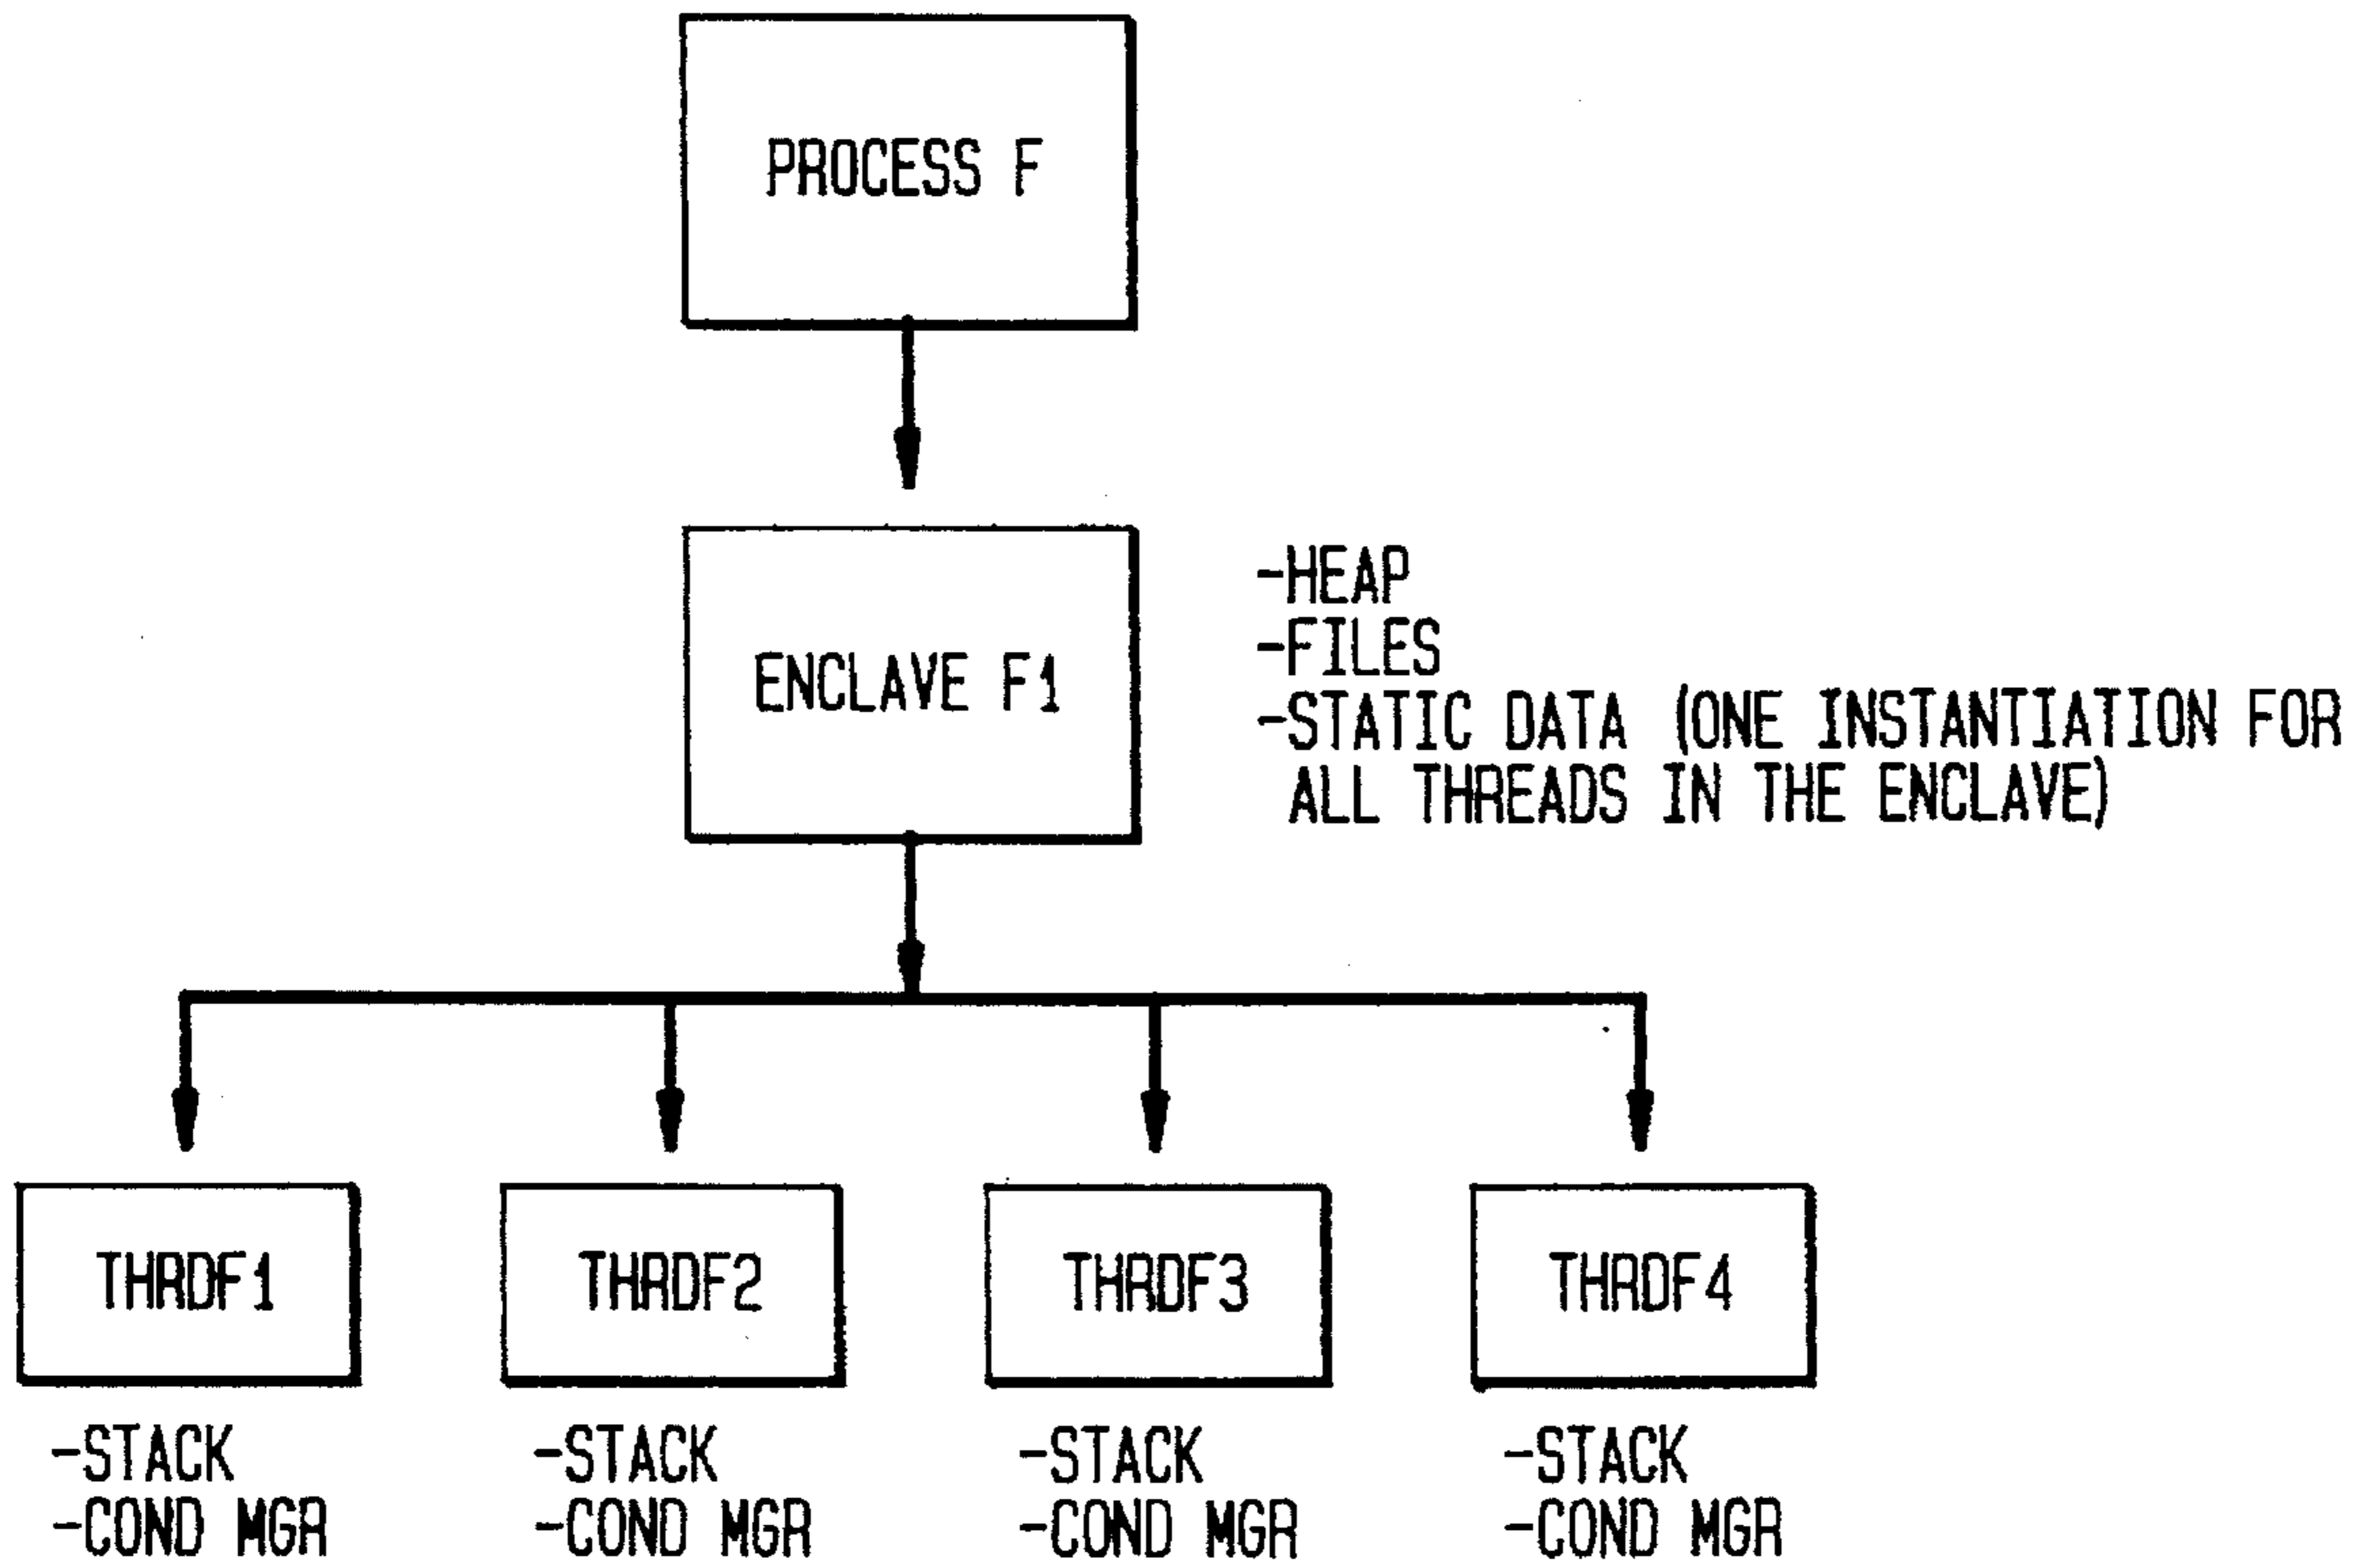 PROCESS F
ENCLAVE F1
-HEAP
-FILES
-STATIC DATA (ONE INSTANTIATION FOR
ALL THREADS IN THE ENCLAVE)
THRDF1
THRDF2
THRDF3
THRDF4
-STACK
-COND MGR
-STACK
-COND MGR
-STACK
-COND MGR
-STACK
-COND MGR